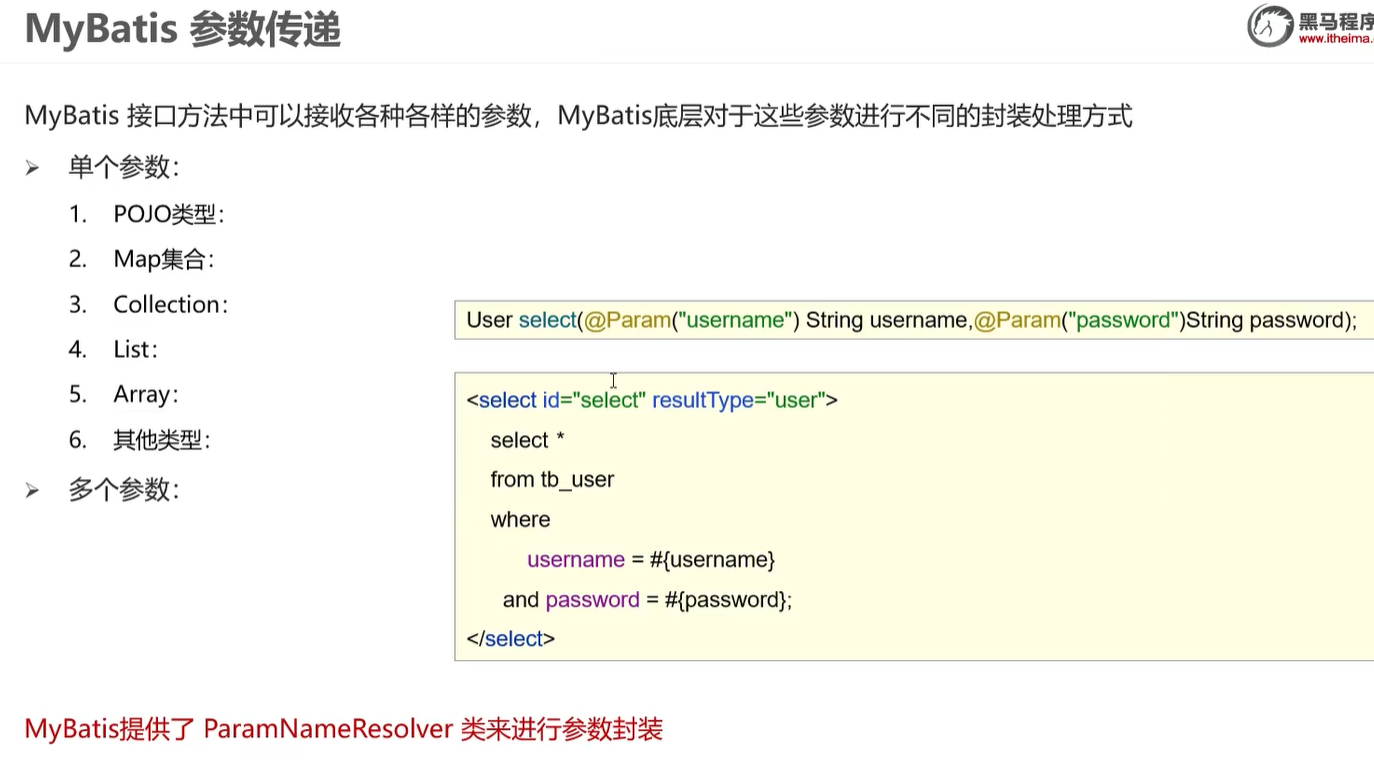 MyBatis 参数传递
黑马程序
www.itheima.
MyBatis 接口方法中可以接收各种各样的参数，MyBatis底层对于这些参数进行不同的封装处理方式
➢ 单个参数：
1. POJO类型：
2. Map集合：
3. Collection：
4. List：
5. Array：
6. 其他类型：
➢ 多个参数：
User select(@Param("username") String username,@Param("password")String password);
<select id="select" resultType="user">
select *
from tb_user
where
username = #{username}
and password = #{password};
</select>
MyBatis提供了 ParamNameResolver 类来进行参数封装